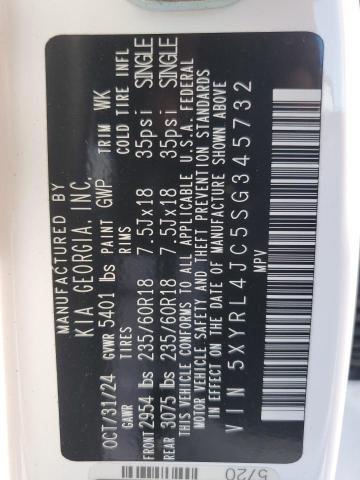 MANUFACTURED BY
KIA GEORGIA, INC.
OCT/31/24 GVWR 5401 lbs PAINT GWP TRIM WK
GAWR TIRES RIMS COLD TIRE INFL
FRONT 2954 lbs 235/60R18 7.5Jx18 35psi SINGLE
REAR 3075 lbs 235/60R18 7.5Jx18 35psi SINGLE
THIS VEHICLE CONFORMS TO ALL APPLICABLE U.S.A. FEDERAL
MOTOR VEHICLE SAFETY AND THEFT PREVENTION STANDARDS
IN EFFECT ON THE DATE OF MANUFACTURE SHOWN ABOVE
VIN 5XYRL4JC5SG345732
MPV
5/20